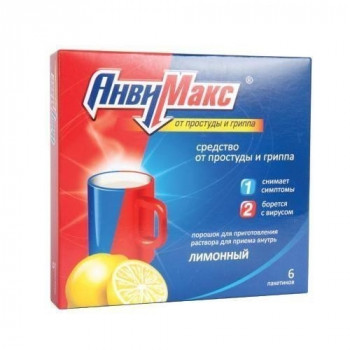 АнвиМакс®
от простуды и гриппа
средство
от простуды и гриппа
1 снимает
симптомы
2 борется
с вирусом
порошок для приготовления
раствора для приема внутрь
ЛИМОННЫЙ
6
пакетиков